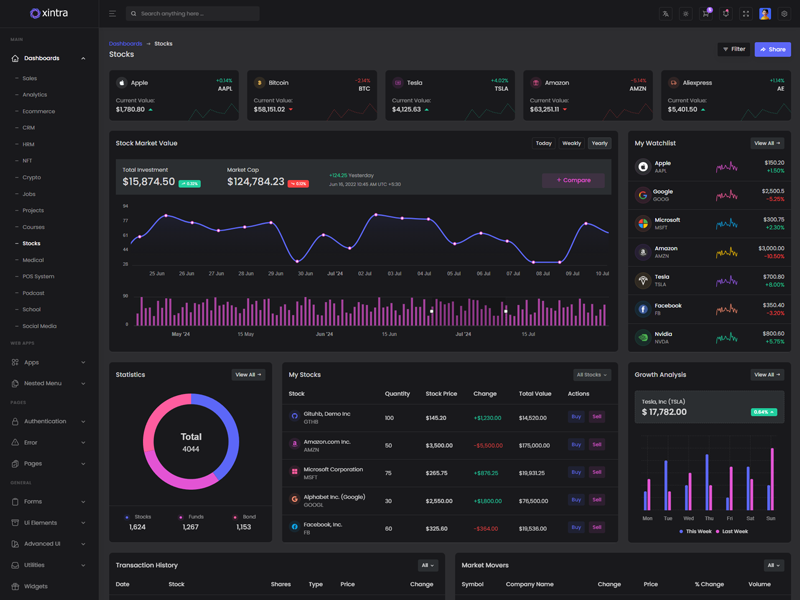 xintra
Search anything here ...
5
MAIN
Dashboards
Sales
Analytics
Ecommerce
CRM
HRM
NFT
Crypto
Jobs
Projects
Courses
Stocks
Medical
POS System
Podcast
School
Social Media
WEB APPS
Apps
Nested Menu
PAGES
Authentication
Error
Pages
GENERAL
Forms
Ui Elements
Advanced Ui
Utilities
Widgets
Dashboards → Stocks
Stocks
Filter
Share
Apple +0.14%
AAPL
Current Value:
$1,780.80
Bitcoin -2.14%
BTC
Current Value:
$58,151.02
Tesla +4.02%
TSLA
Current Value:
$4,125.63
Amazon -5.14%
AMZN
Current Value:
$63,251.11
Aliexpress +1.14%
AE
Current Value:
$5,401.50
Stock Market Value
Today Weekly Yearly
Total Investment
$15,874.50
Market Cap
$124,784.23
+124.25 Yesterday
+ Compare
94
77
61
44
28
25 Jun 26 Jun 27 Jun 28 Jun 29 Jun 30 Jun Jul '24 02 Jul 03 Jul 04 Jul 05 Jul 06 Jul 07 Jul 08 Jul 09 Jul 10 Jul
90
0
May '24 15 May Jun '24 15 Jun Jul '24 15 Jul
My Watchlist
View All →
Apple $150.20
AAPL +1.50%
Google $2,500.5
GOOG -5.25%
Microsoft $300.75
MSFT +2.30%
Amazon $3,000.00
AMZN -10.50%
Tesla $700.80
TSLA +8.00%
Facebook $350.40
FB -3.20%
Nvidia $800.60
NVDA +5.75%
Statistics
View All →
Total
4044
Stocks Funds Bond
1,624 1,267 1,153
My Stocks
All Stocks
Stock Quantity Stock Price Change Total Value Actions
Gituhb, Demo Inc 100 $145.20 +$1,230.00 $14,520.00 Buy Sell
GTHB
Amazon.com Inc. 50 $3,500.00 -$5,500.00 $175,000.00 Buy Sell
AMZN
Microsoft Corporation 75 $265.75 +$876.25 $19,931.25 Buy Sell
MSFT
Alphabet Inc. (Google) 30 $2,550.00 +$1,800.00 $76,500.00 Buy Sell
GOOGL
Facebook, Inc. 60 $325.60 -$364.00 $19,536.00 Buy Sell
FB
Growth Analysis
View All →
Tesla, Inc (TSLA)
$ 17,782.00
0.64%
Mon Tue Wed Thu Fri Sat Sun
This Week Last Week
Transaction History
All
Date Stock Shares Type Price Change
Market Movers
All
Symbol Company Name Change Price % Change Volume